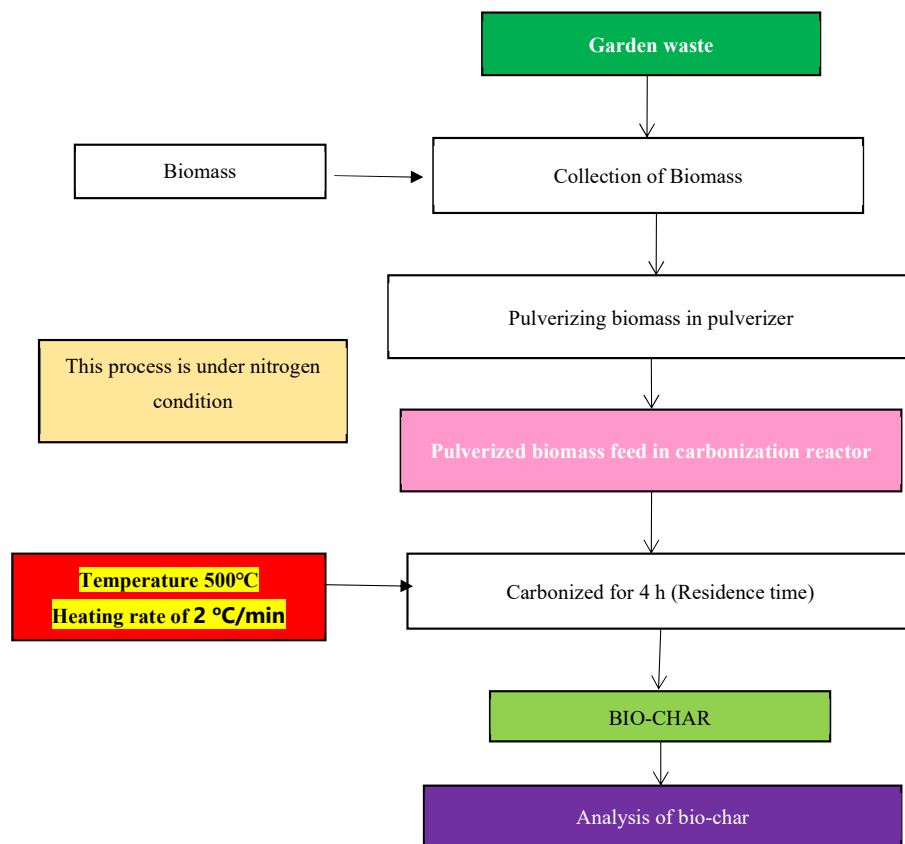 Garden waste
Biomass
Collection of Biomass
Pulverizing biomass in pulverizer
This process is under nitrogen
condition
Pulverized biomass feed in carbonization reactor
Temperature 500℃
Heating rate of 2 ℃/min
Carbonized for 4 h (Residence time)
BIO-CHAR
Analysis of bio-char